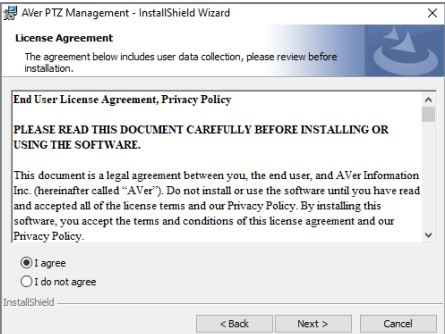 AVer PTZ Management - InstallShield Wizard
License Agreement
The agreement below includes user data collection, please review before
installation.
End User License Agreement, Privacy Policy
PLEASE READ THIS DOCUMENT CAREFULLY BEFORE INSTALLING OR
USING THE SOFTWARE.
This document is a legal agreement between you, the end user, and AVer Information
Inc. (hereinafter called “AVer”). Do not install or use the software until you have read
and accepted all of the license terms and our Privacy Policy. By installing this
software, you accept the terms and conditions of this license agreement and our
Privacy Policy.
I agree
I do not agree
InstallShield
< Back
Next >
Cancel